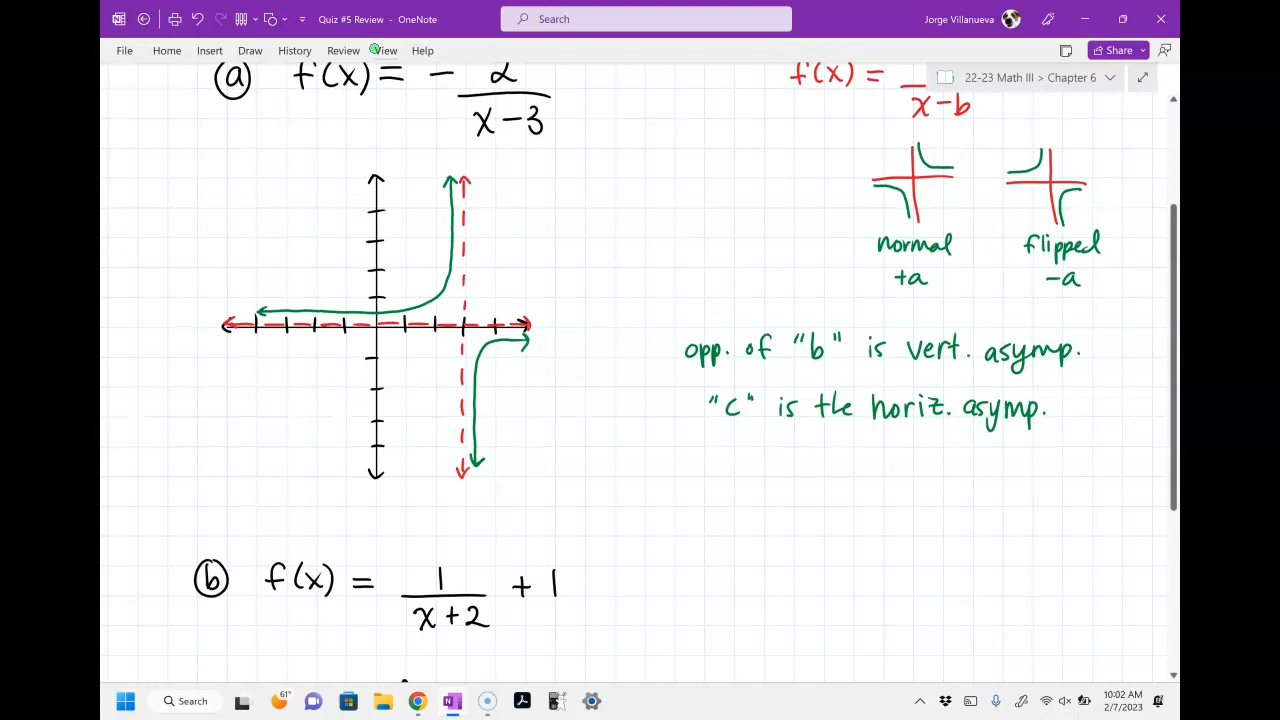 Quiz #5 Review - OneNote
Search
Jorge Villanueva
File Home Insert Draw History Review View Help
Share
22-23 Math III > Chapter 6
(a) f(x) = - 2
x - 3
f(x) =
x - b
normal
+a
flipped
-a
opp. of "b" is vert. asymp.
"c" is the horiz. asymp.
(b) f(x) = 1 + 1
x + 2
61°
Search
10:02 AM
2/7/2023